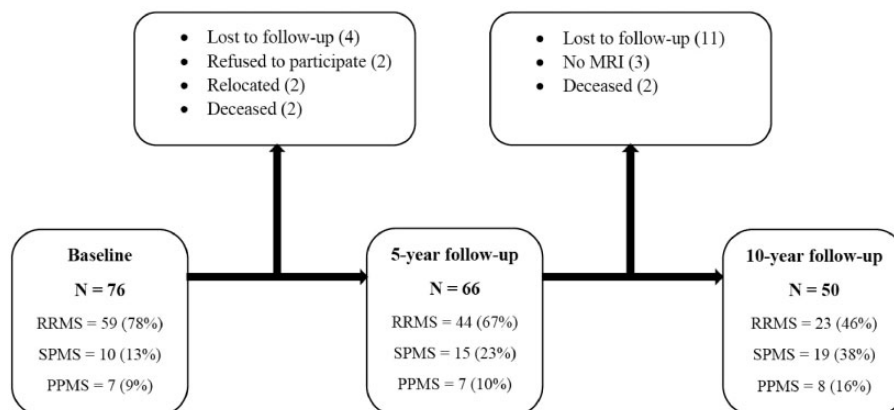 • Lost to follow-up (4)
• Refused to participate (2)
• Relocated (2)
• Deceased (2)
• Lost to follow-up (11)
• No MRI (3)
• Deceased (2)
Baseline
N = 76
RRMS = 59 (78%)
SPMS = 10 (13%)
PPMS = 7 (9%)
5-year follow-up
N = 66
RRMS = 44 (67%)
SPMS = 15 (23%)
PPMS = 7 (10%)
10-year follow-up
N = 50
RRMS = 23 (46%)
SPMS = 19 (38%)
PPMS = 8 (16%)